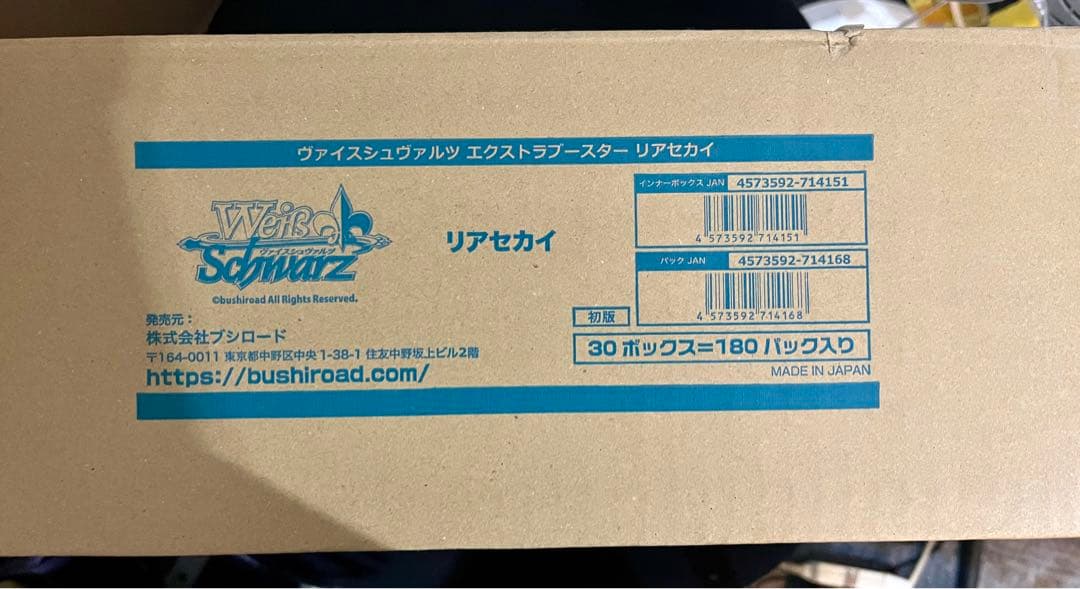 ヴァイスシュヴァルツ エクストラブースター リアセカイ
Weiß
ヴァイスシュヴァルツ
Schwarz
©bushiroad All Rights Reserved.
リアセカイ
インナーボックス JAN 4573592-714151
4 573592 714151
パック JAN 4573592-714168
4 573592 714168
発売元：
株式会社ブシロード
〒164-0011 東京都中野区中央1-38-1 住友中野坂上ビル2階
https://bushiroad.com/
初版
30 ボックス=180 パック入り
MADE IN JAPAN